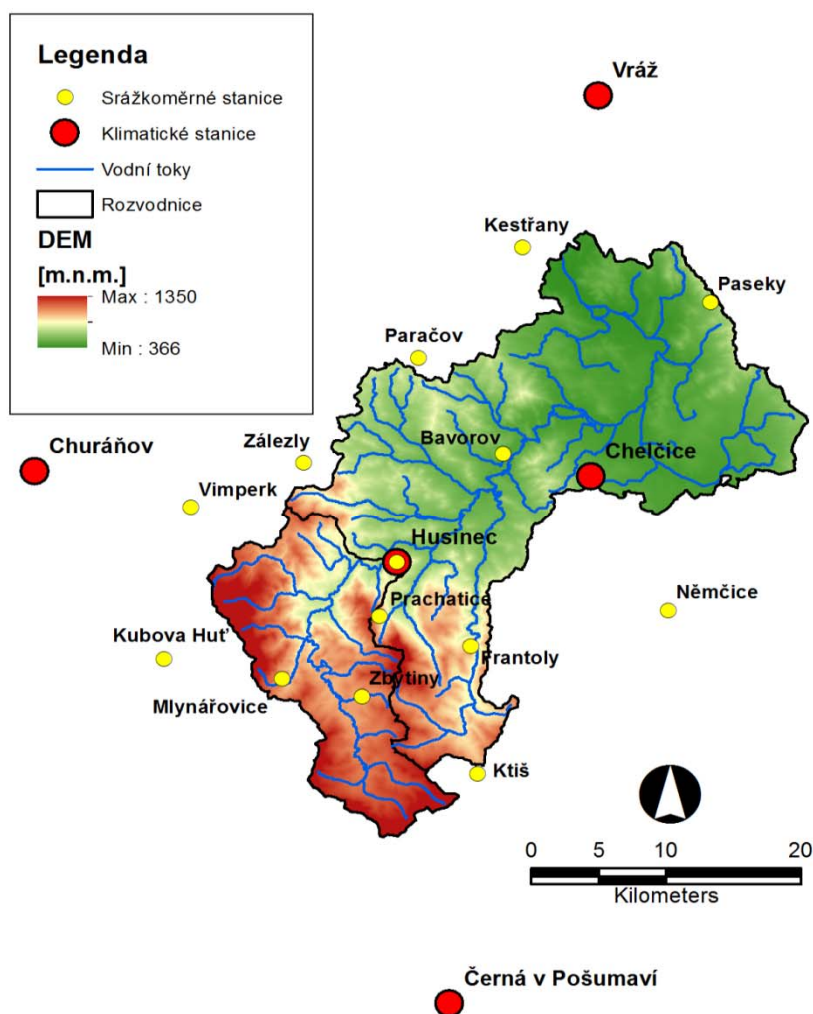 Legenda
Srážkoměrné stanice
Klimatické stanice
Vodní toky
Rozvodnice
DEM
[m.n.m.]
Max : 1350
Min : 366
Vráž
Kestřany
Paseky
Paračov
Churáňov
Zálezly
Bavorov
Chelčice
Vimperk
Husinec
Němčice
Prachatice
Kubova Huť
Frantoly
Mlynářovice
Zbytiny
Ktiš
0 5 10 20
Kilometers
Černá v Pošumaví